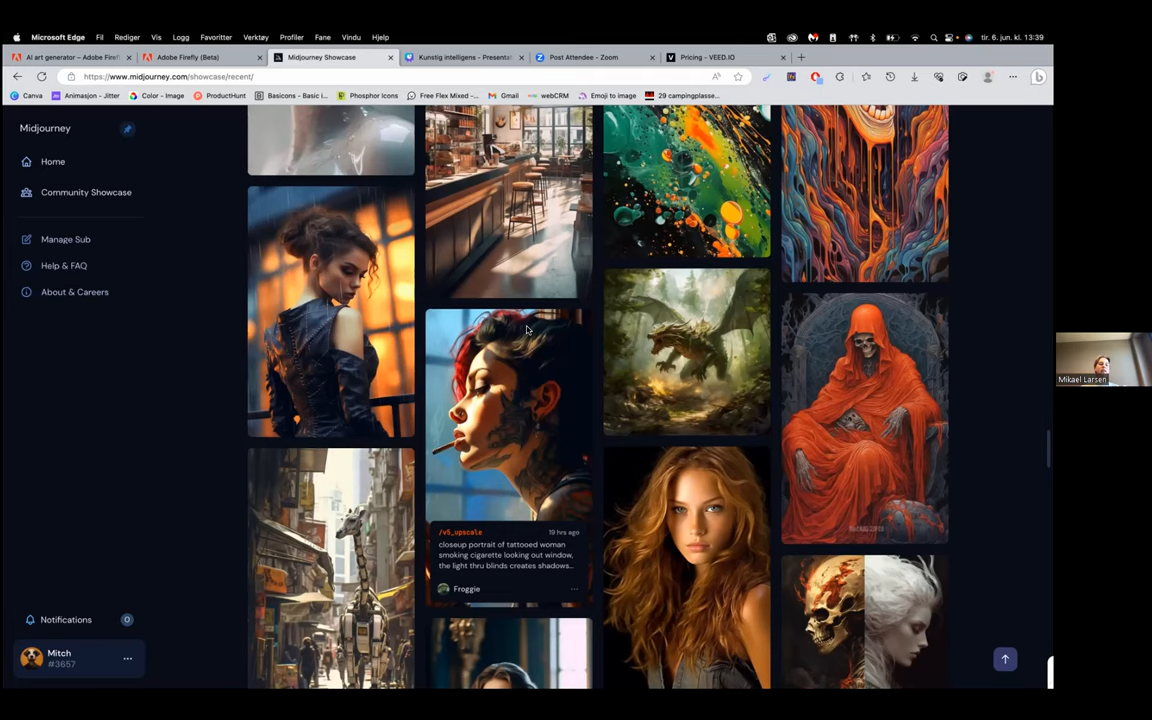 Microsoft Edge Fil Rediger Vis Logg Favoritter Verktøy Profiler Fane Vindu Hjelp tir. 6. jun. kl. 13:39
AI art generator – Adobe Firefl
Adobe Firefly (Beta)
Midjourney Showcase
Kunstig intelligens - Presentat
Post Attendee - Zoom
Pricing - VEED.IO
https://www.midjourney.com/showcase/recent/
Canva
Animasjon - Jitter
Color - Image
ProductHunt
Basicons - Basic i...
Phosphor Icons
Free Flex Mixed –...
Gmail
webCRM
Emoji to image
29 campingplasse...
Midjourney
Home
Community Showcase
Manage Sub
Help & FAQ
About & Careers
Mikael Larsen
/v5_upscale 19 hrs ago
closeup portrait of tattooed woman
smoking cigarette looking out window,
the light thru blinds creates shadows...
Froggie ...
Notifications 0
Mitch
#3657